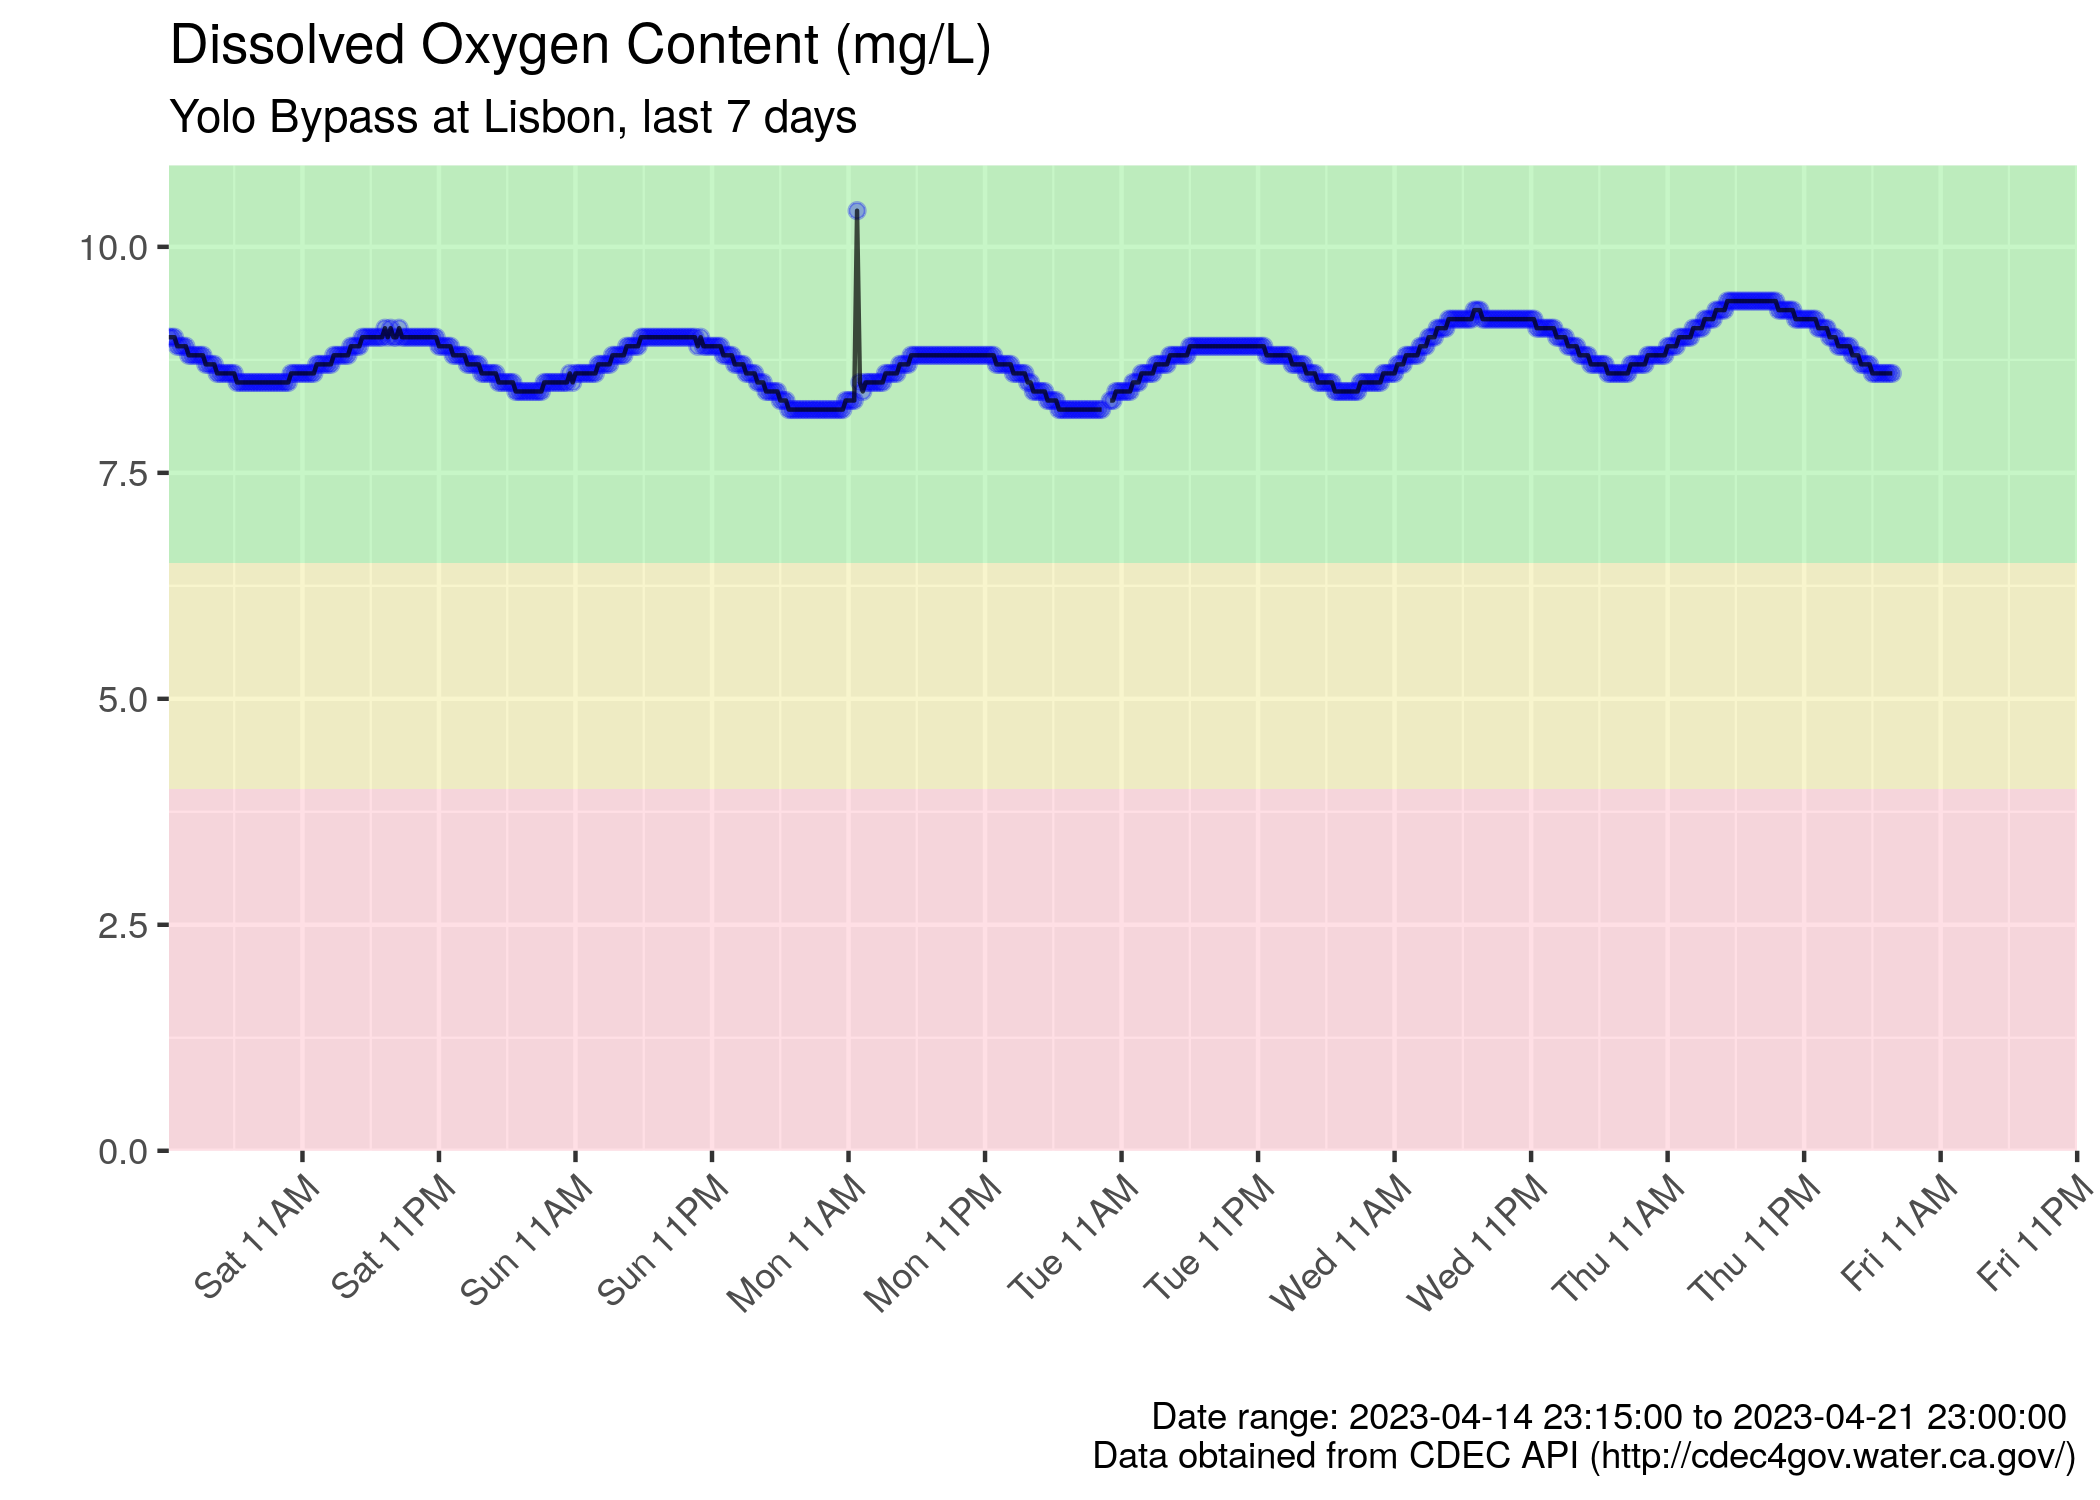 Dissolved Oxygen Content (mg/L)
Yolo Bypass at Lisbon, last 7 days
10.0
7.5
5.0
2.5
0.0
Sat 11AM
Sat 11PM
Sun 11AM
Sun 11PM
Mon 11AM
Mon 11PM
Tue 11AM
Tue 11PM
Wed 11AM
Wed 11PM
Thu 11AM
Thu 11PM
Fri 11AM
Fri 11PM
Date range: 2023-04-14 23:15:00 to 2023-04-21 23:00:00
Data obtained from CDEC API (http://cdec4gov.water.ca.gov/)